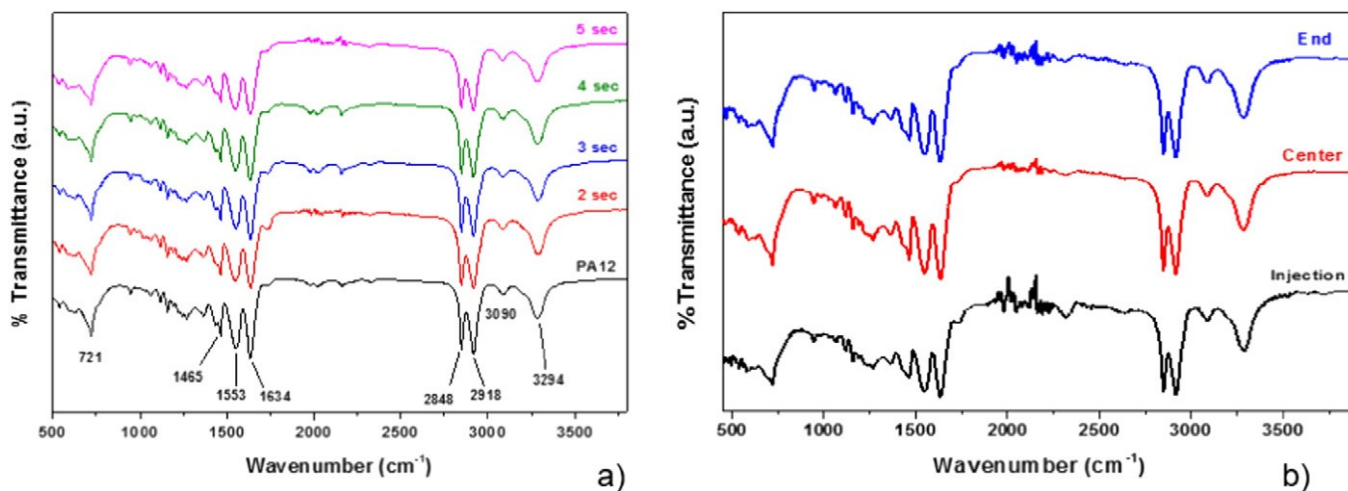 % Transmittance (a.u.)
5 sec
4 sec
3 sec
2 sec
PA12
721
1465
1553
1634
2848
2918
3090
3294
500 1000 1500 2000 2500 3000 3500
Wavenumber (cm⁻¹)
a)
% Transmittance (a.u.)
End
Center
Injection
500 1000 1500 2000 2500 3000 3500
Wavenumber (cm⁻¹)
b)